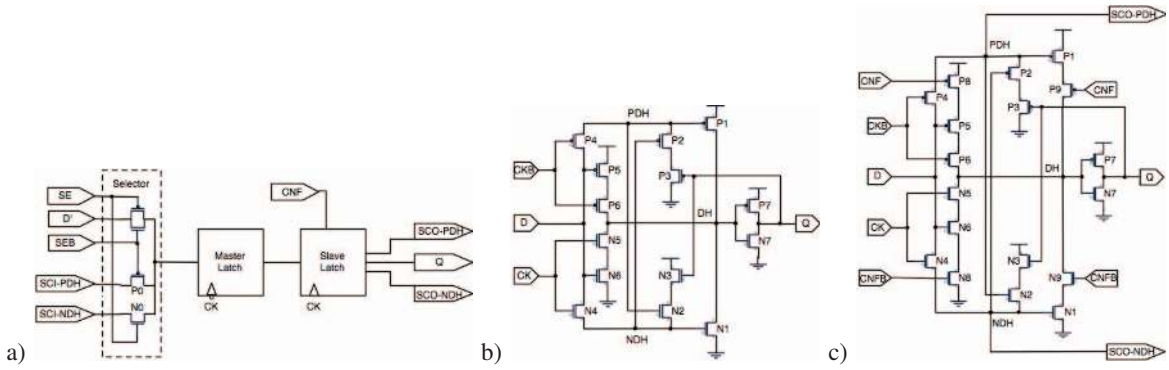 a)
Selector
SE
D'
SEB
SCI-PDH
P0
N0
SCI-NDH
Master
Latch
CK
CNF
Slave
Latch
CK
SCO-PDH
Q
SCO-NDH
b)
PDH
P1
P4
P2
CKB
P5
P3
P6
DH
P7
D
Q
N5
N7
CK
N6
N3
N4
N2
N1
NDH
c)
SCO-PDH
PDH
P1
CNF
P8
P2
P9
CNF
P4
P3
CKB
P5
P6
DH
P7
D
Q
N5
N7
CK
N6
N4
N3
CNFB
N8
N2
N9
CNFB
N1
NDH
SCO-NDH